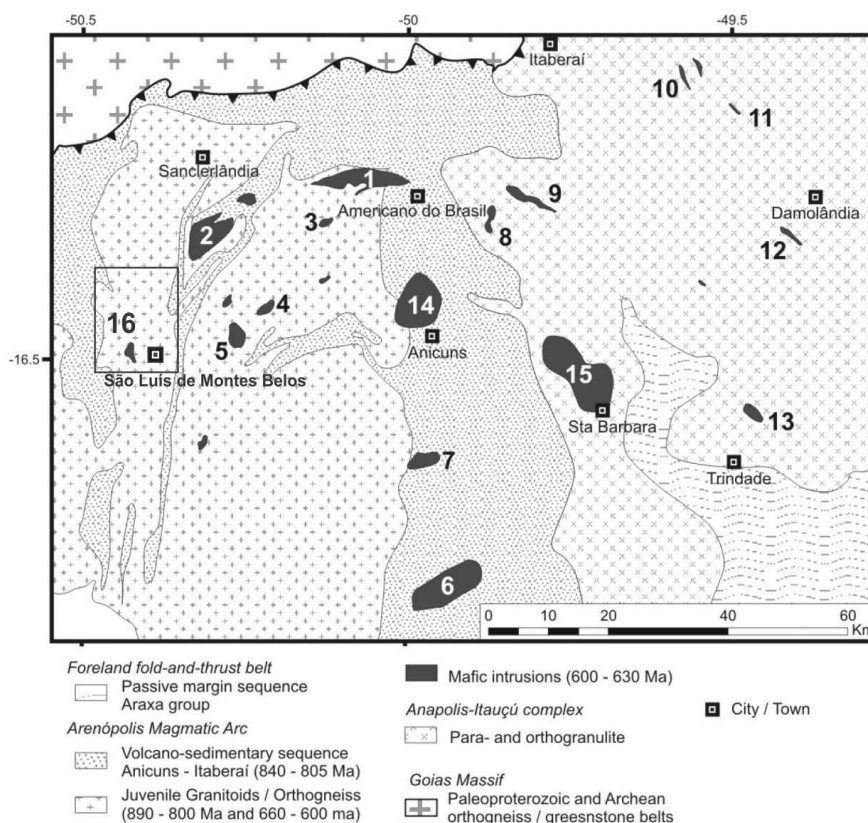 -50.5
-50
-49.5
Itaberaí
10
11
Sanclerlândia
1
9
Americano do Brasil
Damolândia
3
2
8
12
14
4
16
5
Anicuns
-16.5
15
São Luís de Montes Belos
Sta Barbara
13
7
Trindade
6
0 10 20 40 60
Km
Foreland fold-and-thrust belt
Passive margin sequence
Araxa group
Arenópolis Magmatic Arc
Volcano-sedimentary sequence
Anicuns - Itaberaí (840 - 805 Ma)
Juvenile Granitoids / Orthogneiss
(890 - 800 Ma and 660 - 600 ma)
Mafic intrusions (600 - 630 Ma)
Anapolis-Itauçú complex
Para- and orthogranulite
Goias Massif
Paleoproterozoic and Archean
orthogneiss / greesnstone belts
City / Town